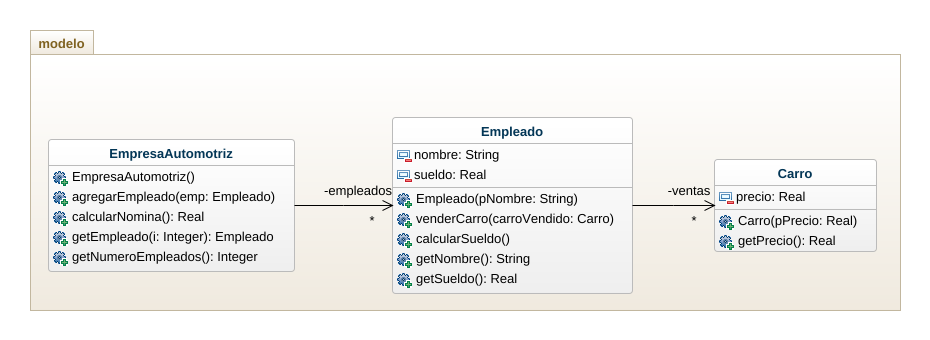 modelo
EmpresaAutomotriz
EmpresaAutomotriz()
agregarEmpleado(emp: Empleado)
calcularNomina(): Real
getEmpleado(i: Integer): Empleado
getNumeroEmpleados(): Integer
-empleados
*
Empleado
nombre: String
sueldo: Real
Empleado(pNombre: String)
venderCarro(carroVendido: Carro)
calcularSueldo()
getNombre(): String
getSueldo(): Real
-ventas
*
Carro
precio: Real
Carro(pPrecio: Real)
getPrecio(): Real